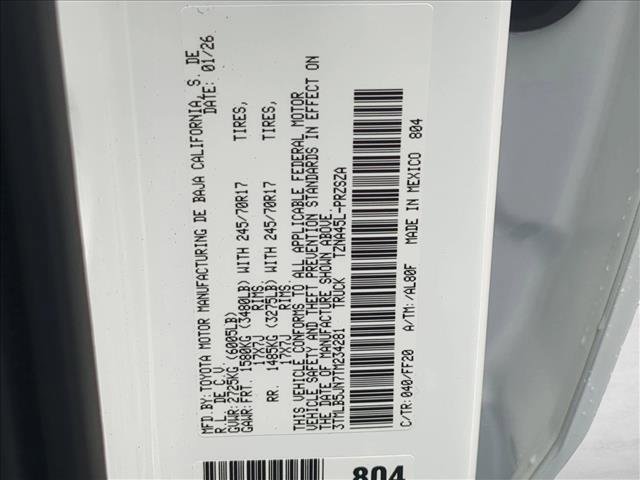 MFD.BY:TOYOTA MOTOR MANUFACTURING DE BAJA CALIFORNIA, S. DE
R.L. DE C.V. DATE: 01/26
GVWR: 2725KG (6005LB)
GAWR: FRT. 1580KG (3480LB) WITH 245/70R17 TIRES,
17X7J RIMS,
RR. 1485KG (3275LB) WITH 245/70R17 TIRES,
17X7J RIMS.
THIS VEHICLE CONFORMS TO ALL APPLICABLE FEDERAL MOTOR
VEHICLE SAFETY AND THEFT PREVENTION STANDARDS IN EFFECT ON
THE DATE OF MANUFACTURE SHOWN ABOVE.
3TMLB5JN7TM234281 TRUCK TZNA45L-PRZSZA
C/TR: 040/FF20 A/TM: /AL80F MADE IN MEXICO 804
804